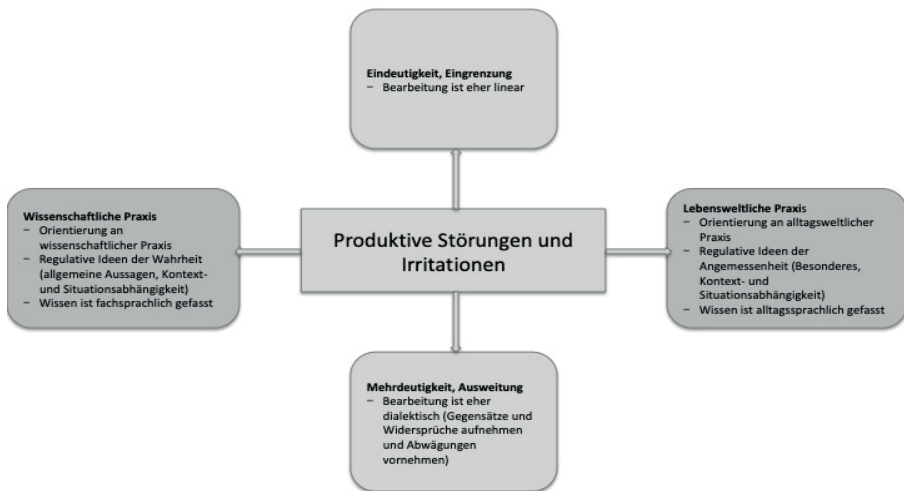 Eindeutigkeit, Eingrenzung
– Bearbeitung ist eher linear
Wissenschaftliche Praxis
– Orientierung an
wissenschaftlicher Praxis
– Regulative Ideen der Wahrheit
(allgemeine Aussagen, Kontext-
und Situationsabhängigkeit)
– Wissen ist fachsprachlich gefasst
Produktive Störungen und
Irritationen
Lebensweltliche Praxis
– Orientierung an alltagsweltlicher
Praxis
– Regulative Ideen der
Angemessenheit (Besonderes,
Kontext- und
Situationsabhängigkeit)
– Wissen ist alltagssprachlich gefasst
Mehrdeutigkeit, Ausweitung
– Bearbeitung ist eher
dialektisch (Gegensätze und
Widersprüche aufnehmen
und Abwägungen
vornehmen)